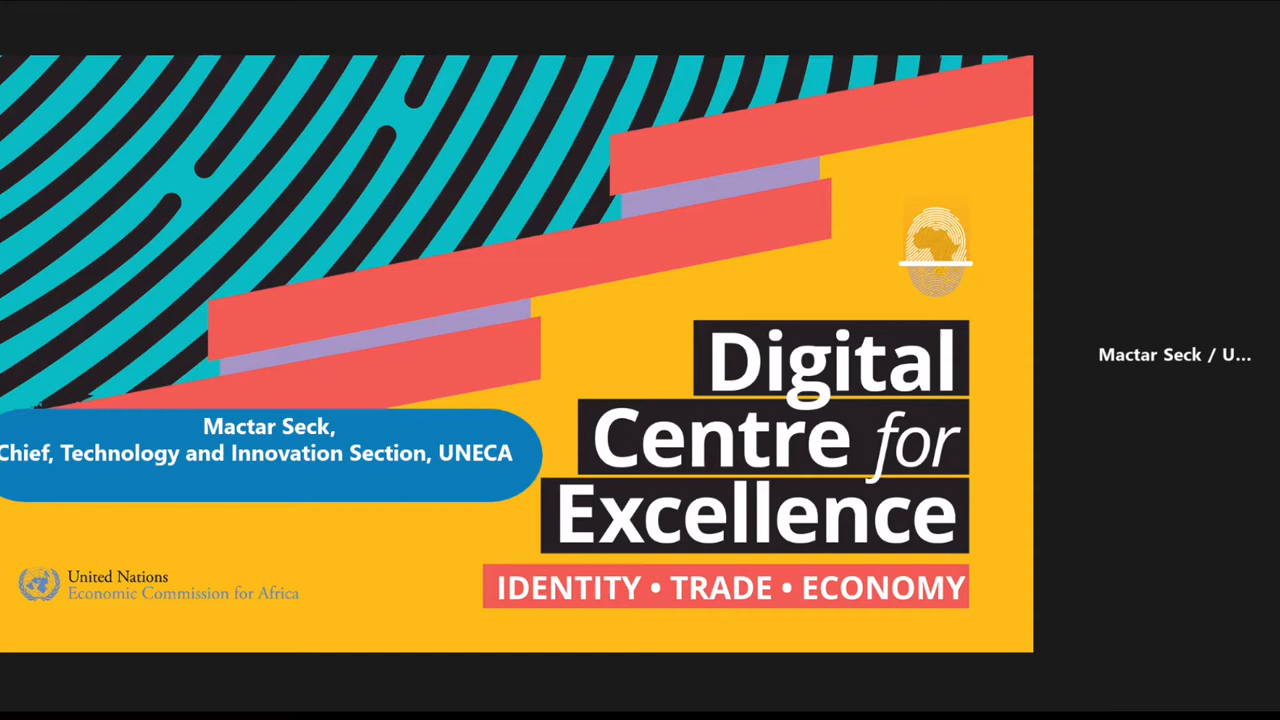 Digital
Centre for
Excellence
IDENTITY • TRADE • ECONOMY
Mactar Seck,
Chief, Technology and Innovation Section, UNECA
United Nations
Economic Commission for Africa
Mactar Seck / U...